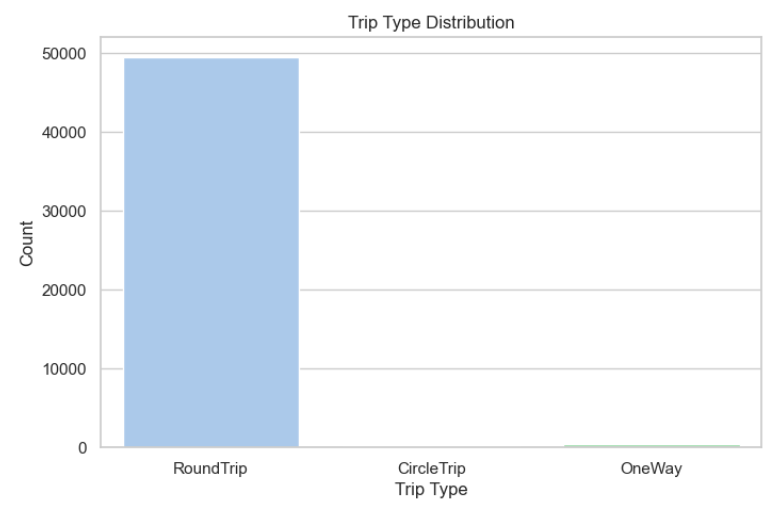 Trip Type Distribution
50000
40000
30000
20000
10000
0
Count
RoundTrip CircleTrip OneWay
Trip Type